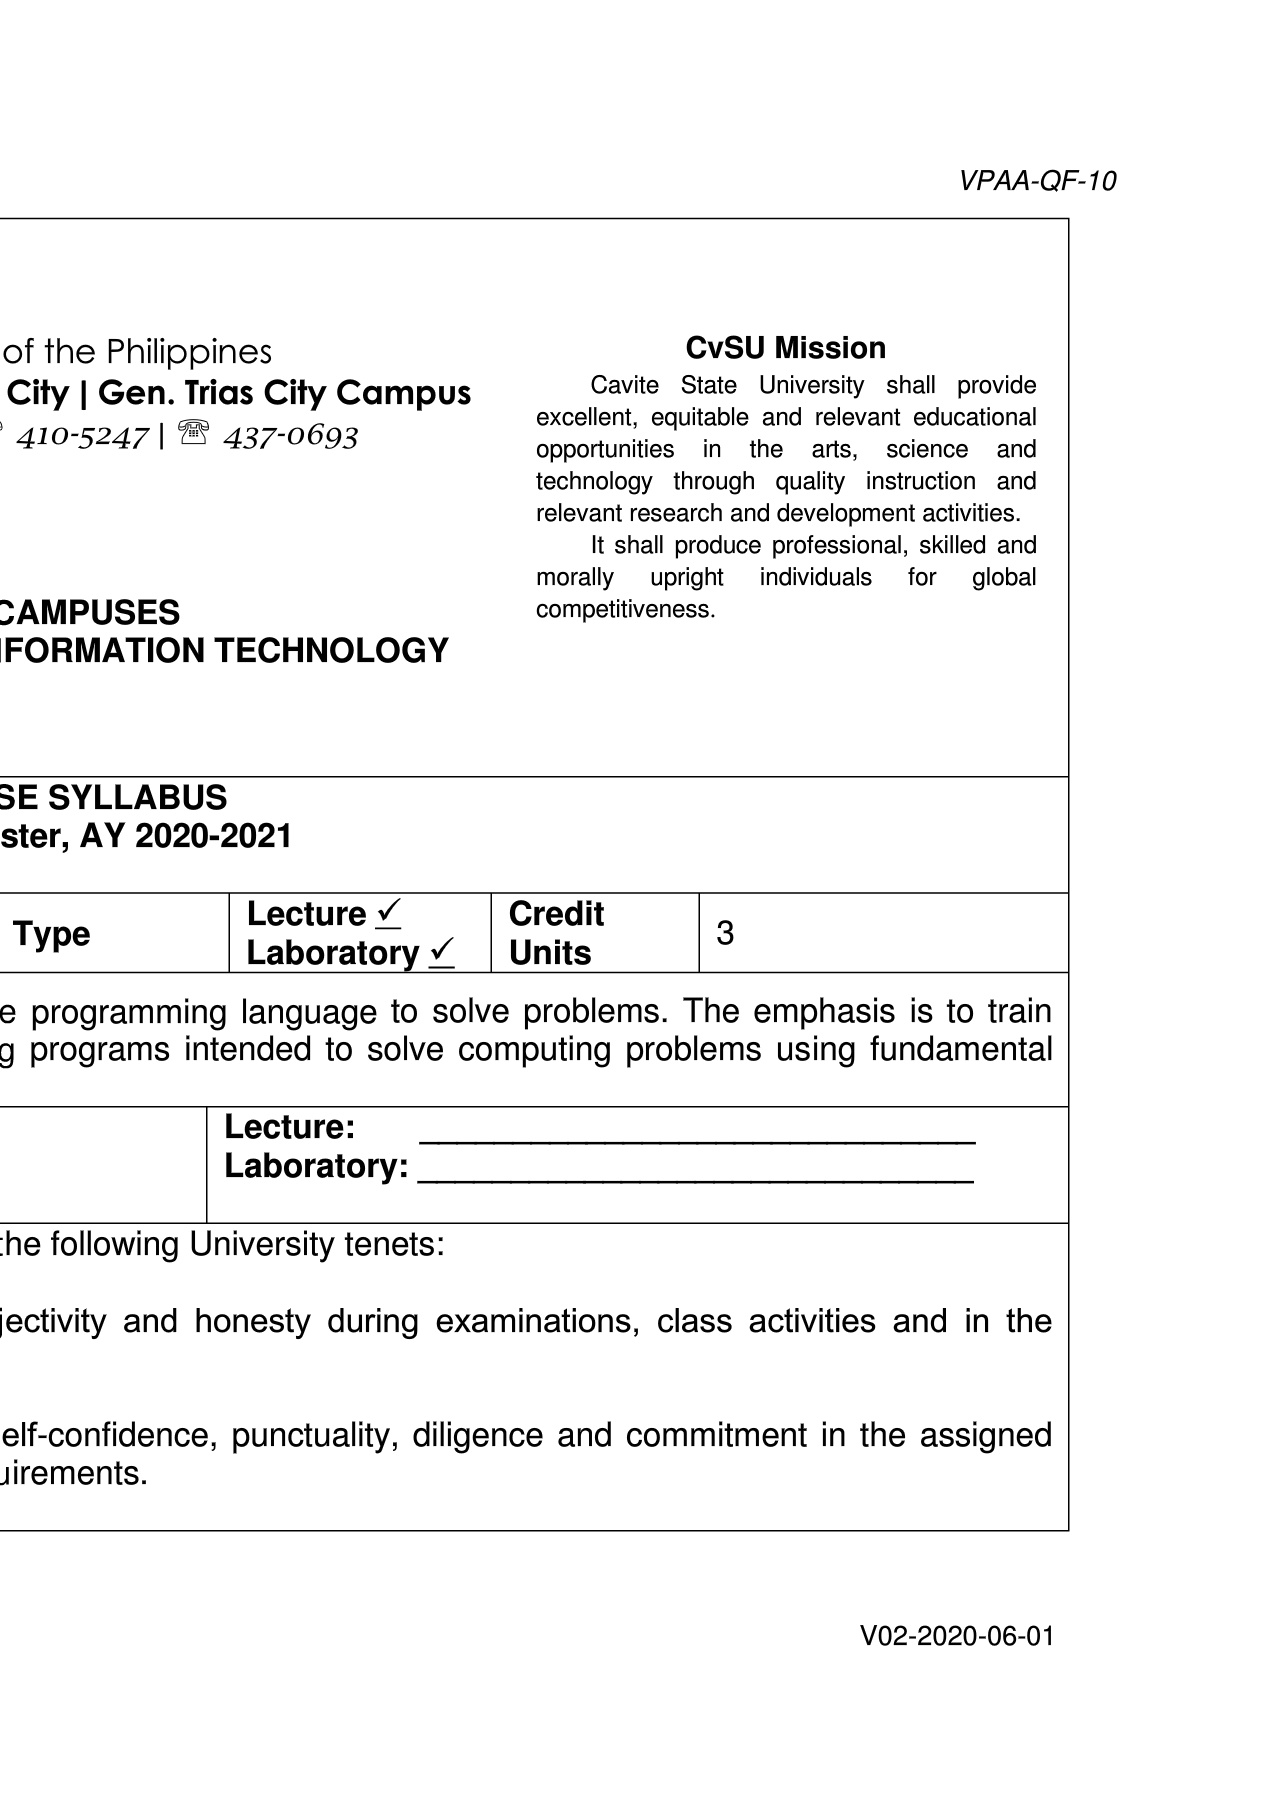 VPAA-QF-10
of the Philippines
City | Gen. Trias City Campus
410-5247 | ☏ 437-0693
CAMPUSES
NFORMATION TECHNOLOGY
CvSU Mission
Cavite State University shall provide
excellent, equitable and relevant educational
opportunities in the arts, science and
technology through quality instruction and
relevant research and development activities.
It shall produce professional, skilled and
morally upright individuals for global
competitiveness.
SE SYLLABUS
ster, AY 2020-2021
Type
Lecture ✓
Laboratory ✓
Credit
Units
3
e programming language to solve problems. The emphasis is to train
g programs intended to solve computing problems using fundamental
Lecture: ______________________________
Laboratory: ______________________________
the following University tenets:
jectivity and honesty during examinations, class activities and in the
elf-confidence, punctuality, diligence and commitment in the assigned
uirements.
V02-2020-06-01